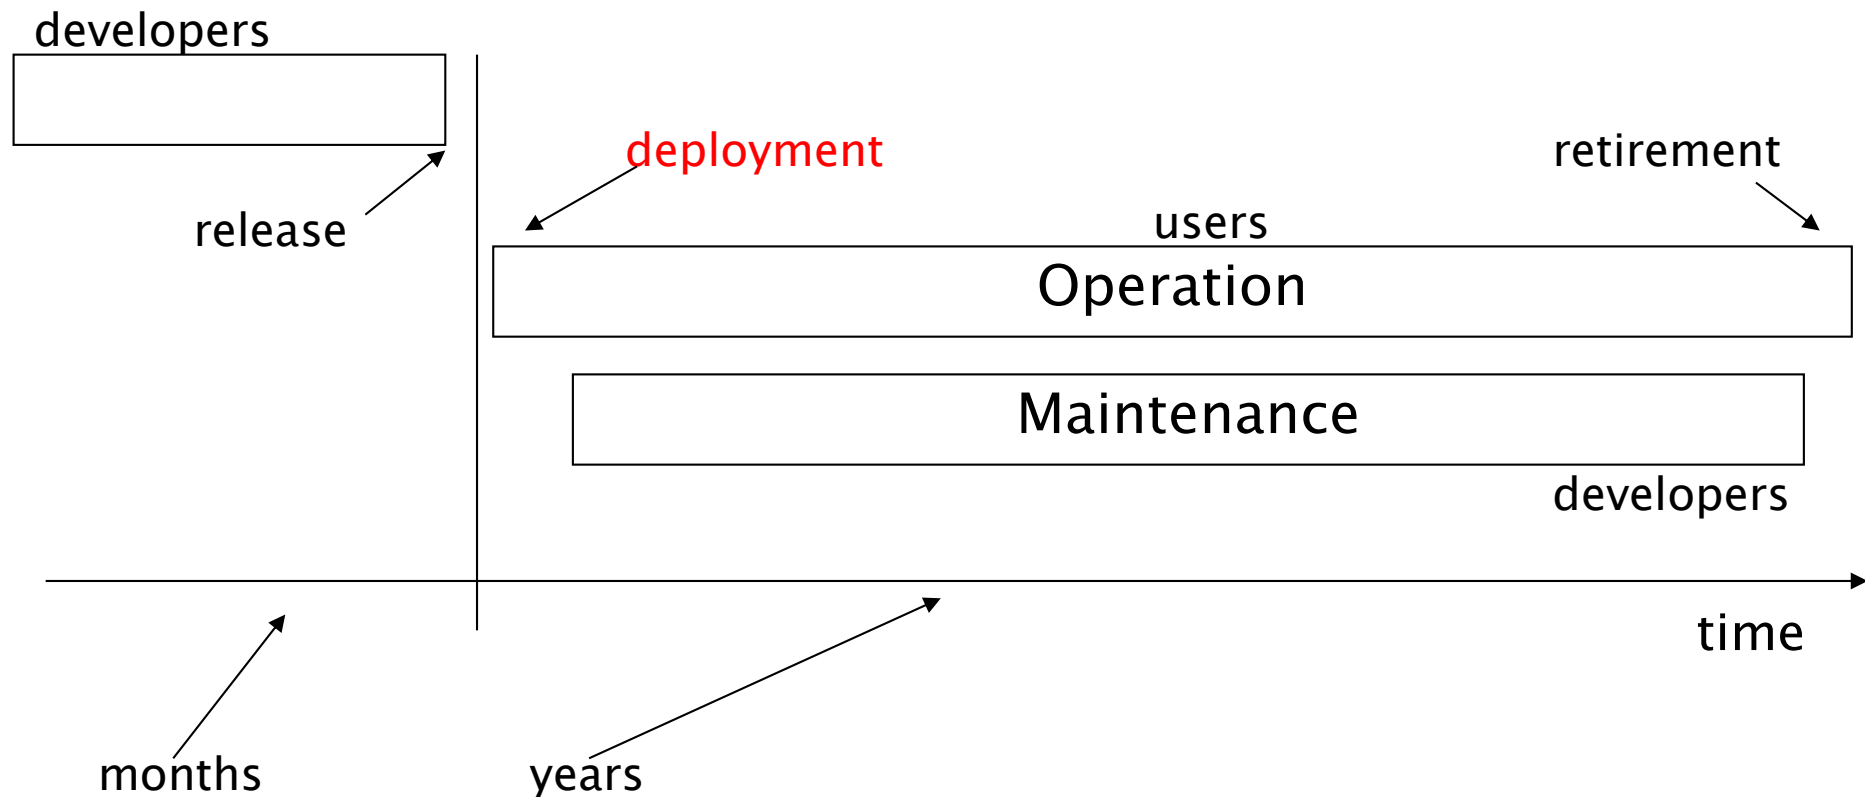 developers
deployment
retirement
release
users
Operation
Maintenance
developers
time
months
years